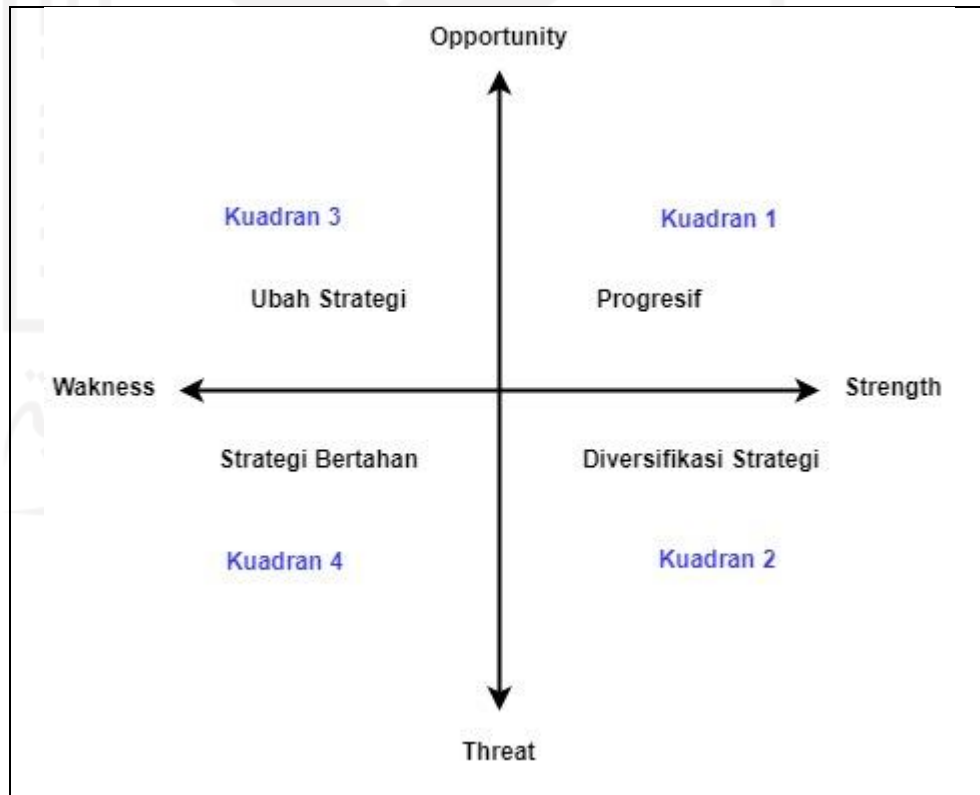 Opportunity
Kuadran 3
Kuadran 1
Ubah Strategi
Progresif
Wakness
Strength
Strategi Bertahan
Diversifikasi Strategi
Kuadran 4
Kuadran 2
Threat